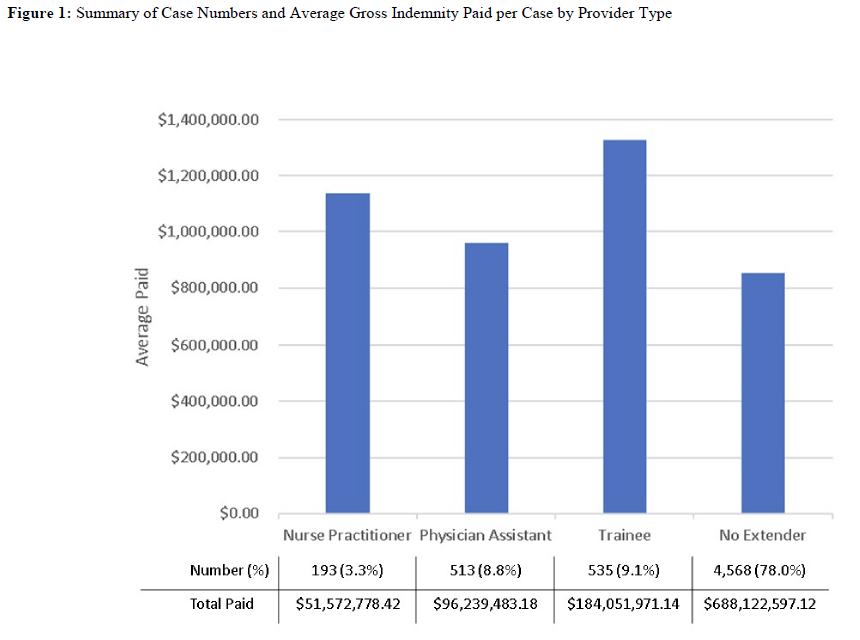 Figure 1: Summary of Case Numbers and Average Gross Indemnity Paid per Case by Provider Type
$1,400,000.00
$1,200,000.00
$1,000,000.00
$800,000.00
$600,000.00
$400,000.00
$200,000.00
$0.00
Average Paid
Nurse Practitioner Physician Assistant Trainee No Extender
Number (%) 193 (3.3%) 513 (8.8%) 535 (9.1%) 4,568 (78.0%)
Total Paid $51,572,778.42 $96,239,483.18 $184,051,971.14 $688,122,597.12